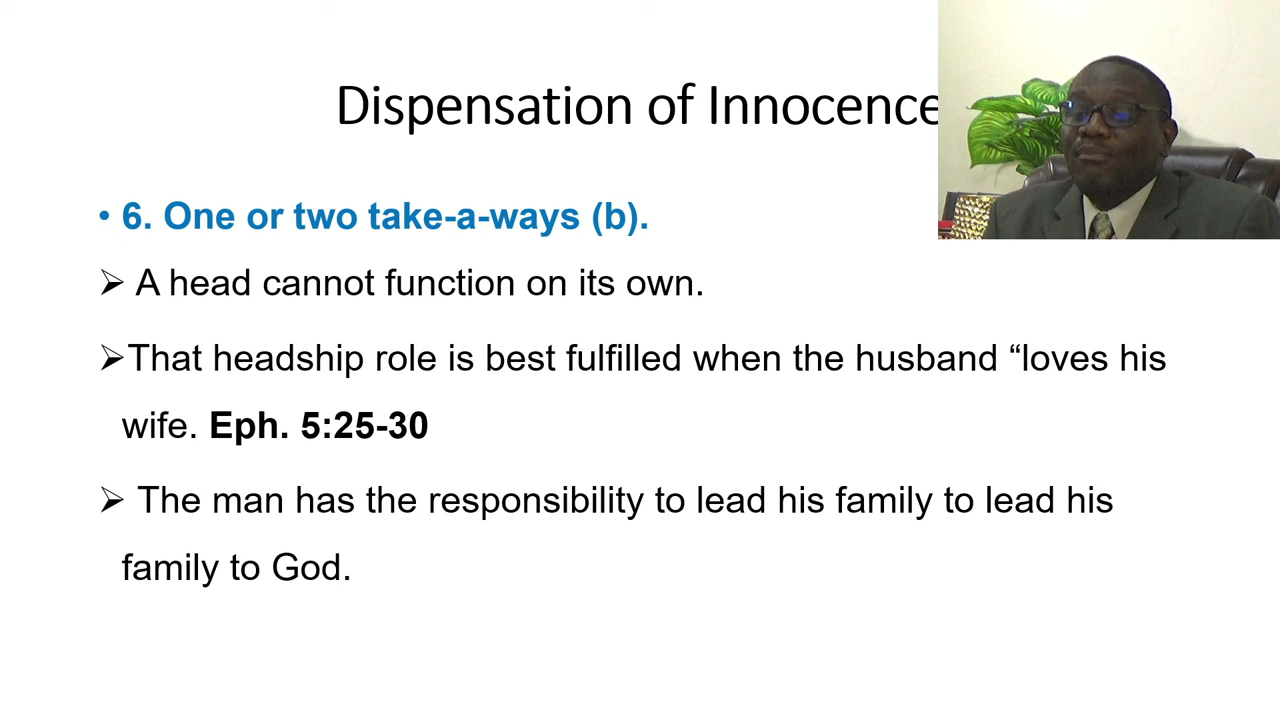 Dispensation of Innocence
• 6. One or two take-a-ways (b).
➢ A head cannot function on its own.
➢That headship role is best fulfilled when the husband “loves his
wife. Eph. 5:25-30
➢ The man has the responsibility to lead his family to lead his
family to God.